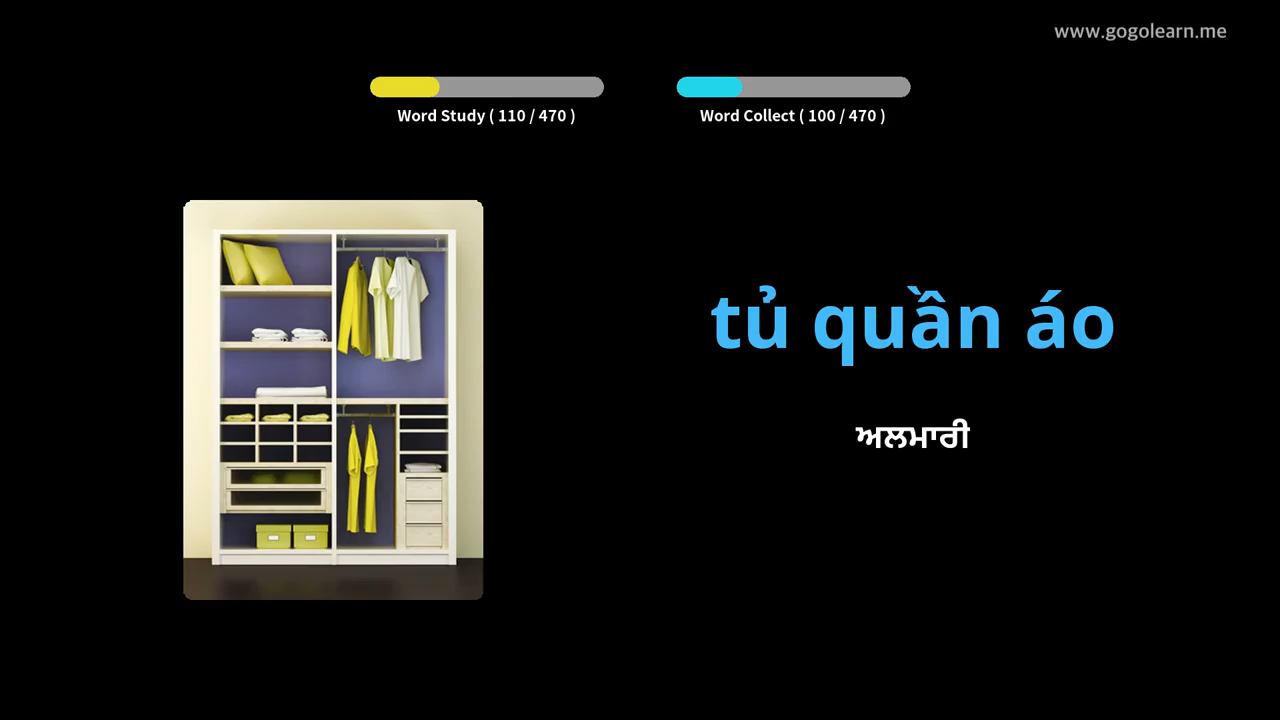 www.gogolearn.me
Word Study ( 110 / 470 )
Word Collect ( 100 / 470 )
tủ quần áo
ਅਲਮਾਰੀ